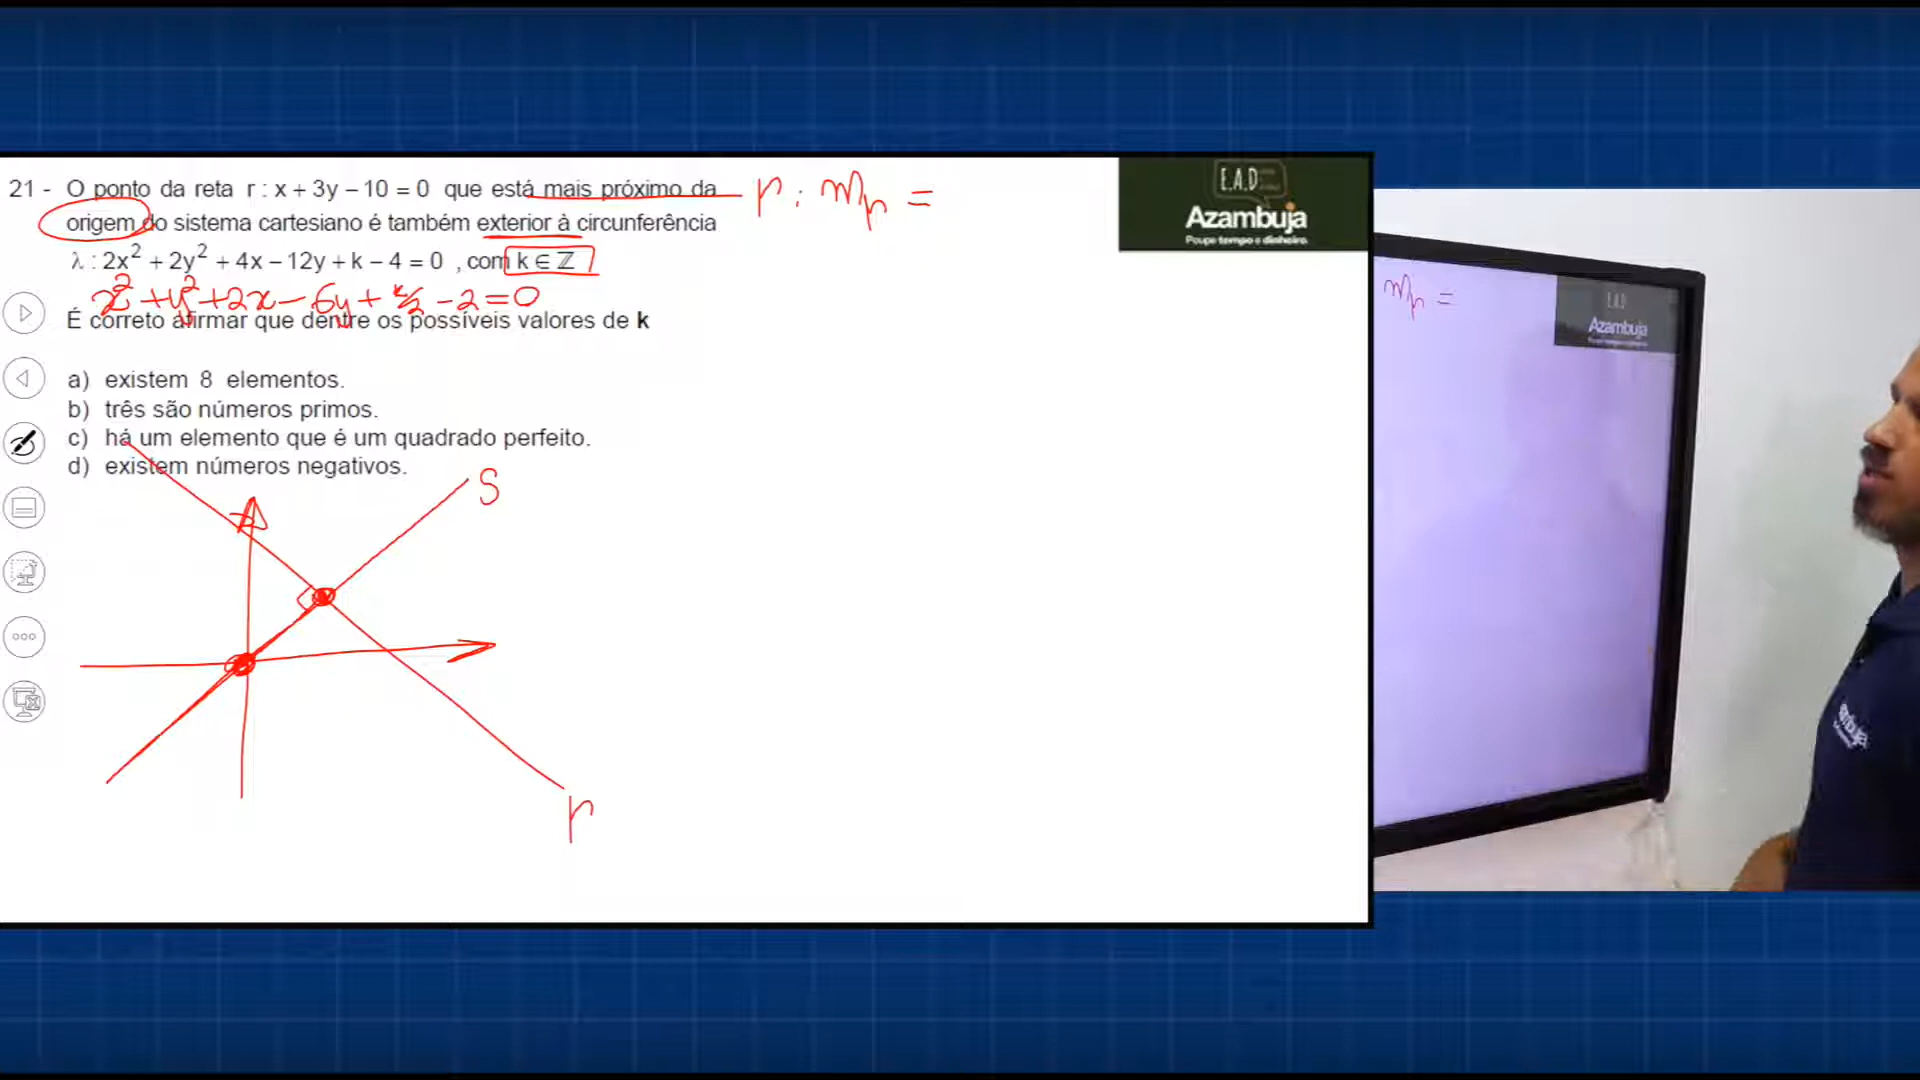 21 - O ponto da reta r : x + 3y – 10 = 0 que está mais próximo da
origem do sistema cartesiano é também exterior à circunferência
λ : 2x² + 2y² + 4x – 12y + k – 4 = 0 , com k ∈ ℤ
x² + y² + 2x – 6y + k/2 – 2 = 0
É correto afirmar que dentre os possíveis valores de k
a) existem 8 elementos.
b) três são números primos.
c) há um elemento que é um quadrado perfeito.
d) existem números negativos.
r : mr =
s
r
E.A.D
Azambuja
Poupe tempo e dinheiro.
mr =
E.A.D
Azambuja